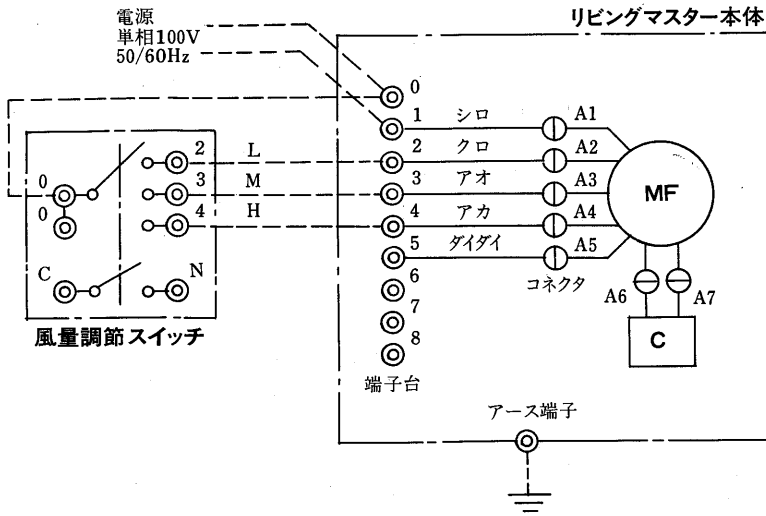 電源
単相100V
50/60Hz
リビングマスター本体
0
1 シロ A1
2 L 2 クロ A2
0 3 M 3 アオ A3 MF
0 4 H 4 アカ A4
5 ダイダイ A5
C N 6 コネクタ A6 A7
風量調節スイッチ
7
8 C
端子台
アース端子